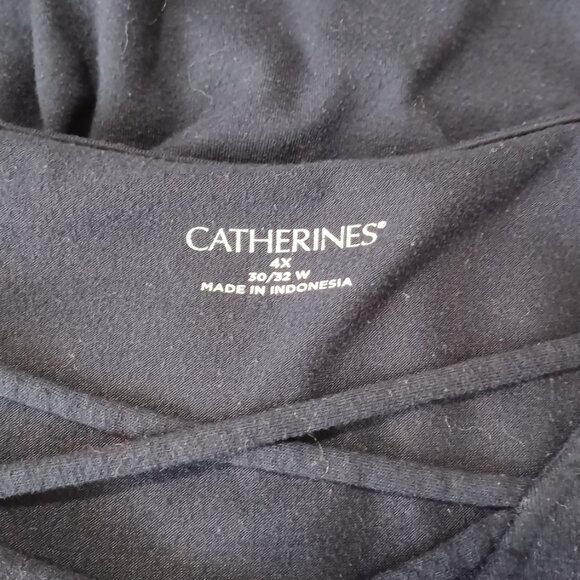 CATHERINES®
4X
30/32 W
MADE IN INDONESIA